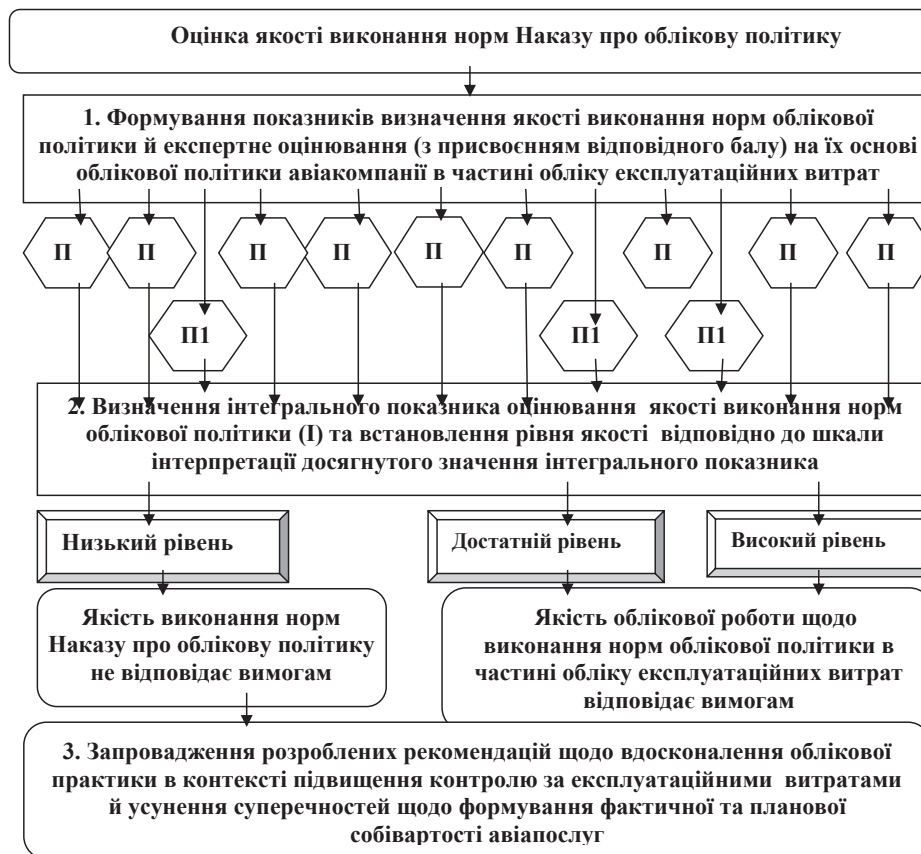 Оцінка якості виконання норм Наказу про облікову політику
1. Формування показників визначення якості виконання норм облікової
політики й експертне оцінювання (з присвоєнням відповідного балу) на їх основі
облікової політики авіакомпанії в частині обліку експлуатаційних витрат
П П П П П П П П П
П1 П1 П1
2. Визначення інтегрального показника оцінювання якості виконання норм
облікової політики (І) та встановлення рівня якості відповідно до шкали
інтерпретації досягнутого значення інтегрального показника
Низький рівень Достатній рівень Високий рівень
Якість виконання норм
Наказу про облікову політику
не відповідає вимогам
Якість облікової роботи щодо
виконання норм облікової політики в
частині обліку експлуатаційних витрат
відповідає вимогам
3. Запровадження розроблених рекомендацій щодо вдосконалення облікової
практики в контексті підвищення контролю за експлуатаційними витратами
й усунення суперечностей щодо формування фактичної та планової
собівартості авіапослуг